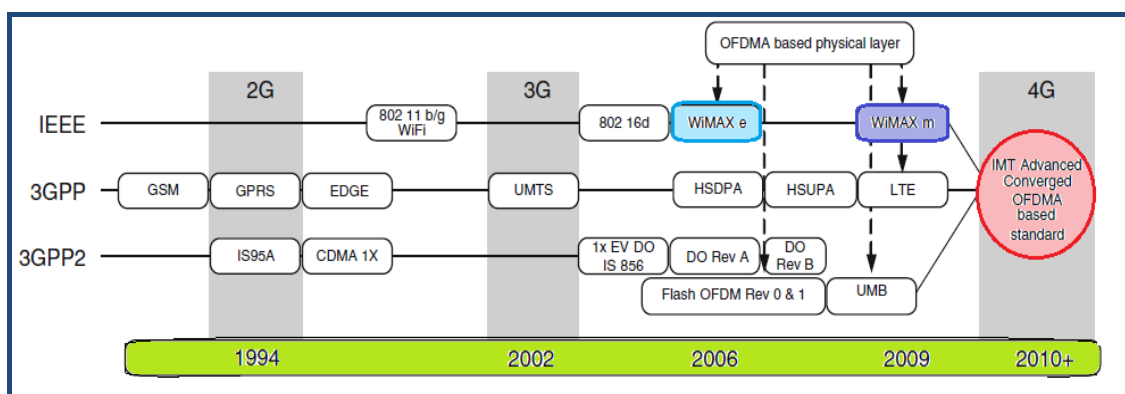 OFDMA based physical layer
2G
3G
4G
IEEE
802 11 b/g
WiFi
802 16d
WiMAX e
WiMAX m
3GPP
GSM
GPRS
EDGE
UMTS
HSDPA
HSUPA
LTE
IMT Advanced
Converged
OFDMA
based
standard
3GPP2
IS95A
CDMA 1X
1x EV DO
IS 856
DO Rev A
DO
Rev B
Flash OFDM Rev 0 & 1
UMB
1994
2002
2006
2009
2010+